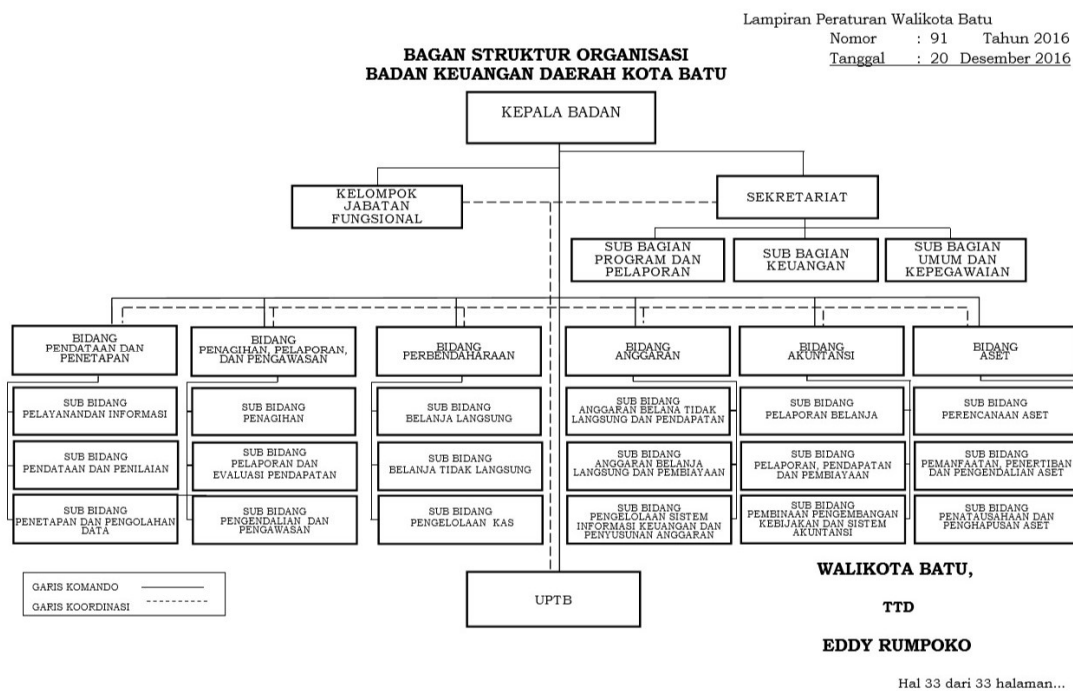 Lampiran Peraturan Walikota Batu
Nomor : 91 Tahun 2016
Tanggal : 20 Desember 2016
BAGAN STRUKTUR ORGANISASI
BADAN KEUANGAN DAERAH KOTA BATU
KEPALA BADAN
KELOMPOK
JABATAN
FUNGSIONAL
SEKRETARIAT
SUB BAGIAN
PROGRAM DAN
PELAPORAN
SUB BAGIAN
KEUANGAN
SUB BAGIAN
UMUM DAN
KEPEGAWAIAN
BIDANG
PENDATAAN DAN
PENETAPAN
BIDANG
PENAGIHAN, PELAPORAN,
DAN PENGAWASAN
BIDANG
PERBENDAHARAAN
BIDANG
ANGGARAN
BIDANG
AKUNTANSI
BIDANG
ASET
SUB BIDANG
PELAYANANDAN INFORMASI
SUB BIDANG
PENAGIHAN
SUB BIDANG
BELANJA LANGSUNG
SUB BIDANG
ANGGARAN BELANA TIDAK
LANGSUNG DAN PENDAPATAN
SUB BIDANG
PELAPORAN BELANJA
SUB BIDANG
PERENCANAAN ASET
SUB BIDANG
PENDATAAN DAN PENILAIAN
SUB BIDANG
PELAPORAN DAN
EVALUASI PENDAPATAN
SUB BIDANG
BELANJA TIDAK LANGSUNG
SUB BIDANG
ANGGARAN BELANJA
LANGSUNG DAN PEMBIAYAAN
SUB BIDANG
PELAPORAN, PENDAPATAN
DAN PEMBIAYAAN
SUB BIDANG
PEMANFAATAN, PENERTIBAN
DAN PENGENDALIAN ASET
SUB BIDANG
PENETAPAN DAN PENGOLAHAN
DATA
SUB BIDANG
PENGENDALIAN DAN
PENGAWASAN
SUB BIDANG
PENGELOLAAN KAS
SUB BIDANG
PENGELOLAAN SISTEM
INFORMASI KEUANGAN DAN
PENYUSUNAN ANGGARAN
SUB BIDANG
PEMBINAAN PENGEMBANGAN
KEBIJAKAN DAN SISTEM
AKUNTANSI
SUB BIDANG
PENATAUSAHAAN DAN
PENGHAPUSAN ASET
GARIS KOMANDO
GARIS KOORDINASI
UPTB
WALIKOTA BATU,
TTD
EDDY RUMPOKO
Hal 33 dari 33 halaman...